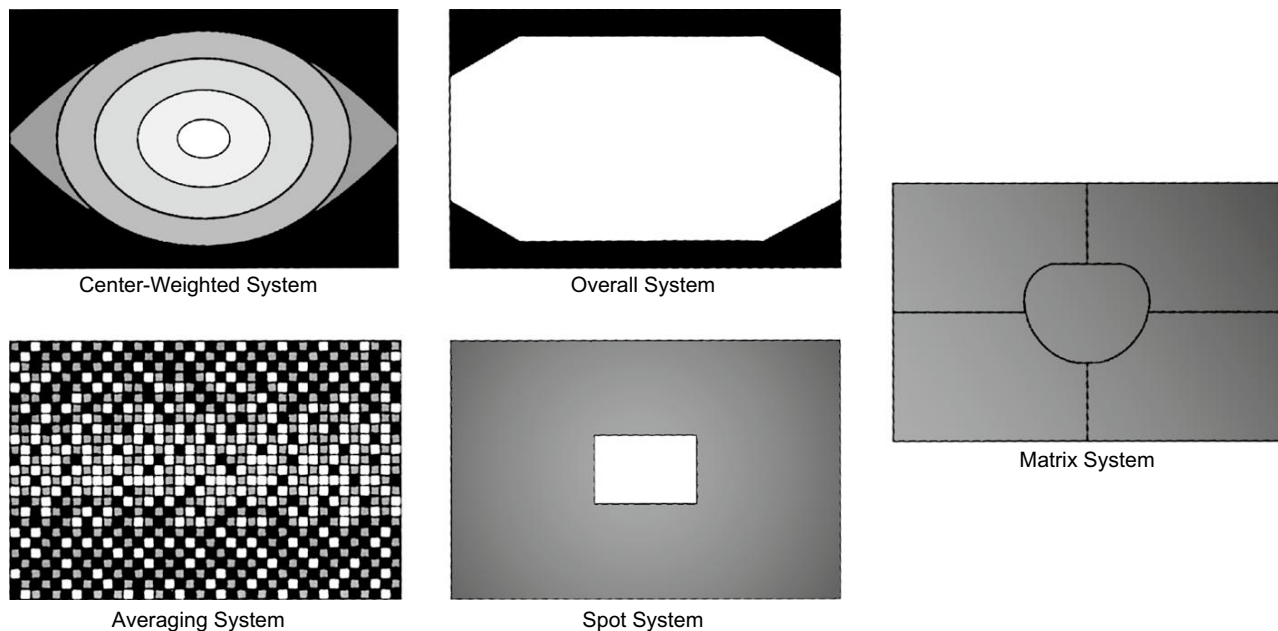 Center-Weighted System
Overall System
Matrix System
Averaging System
Spot System